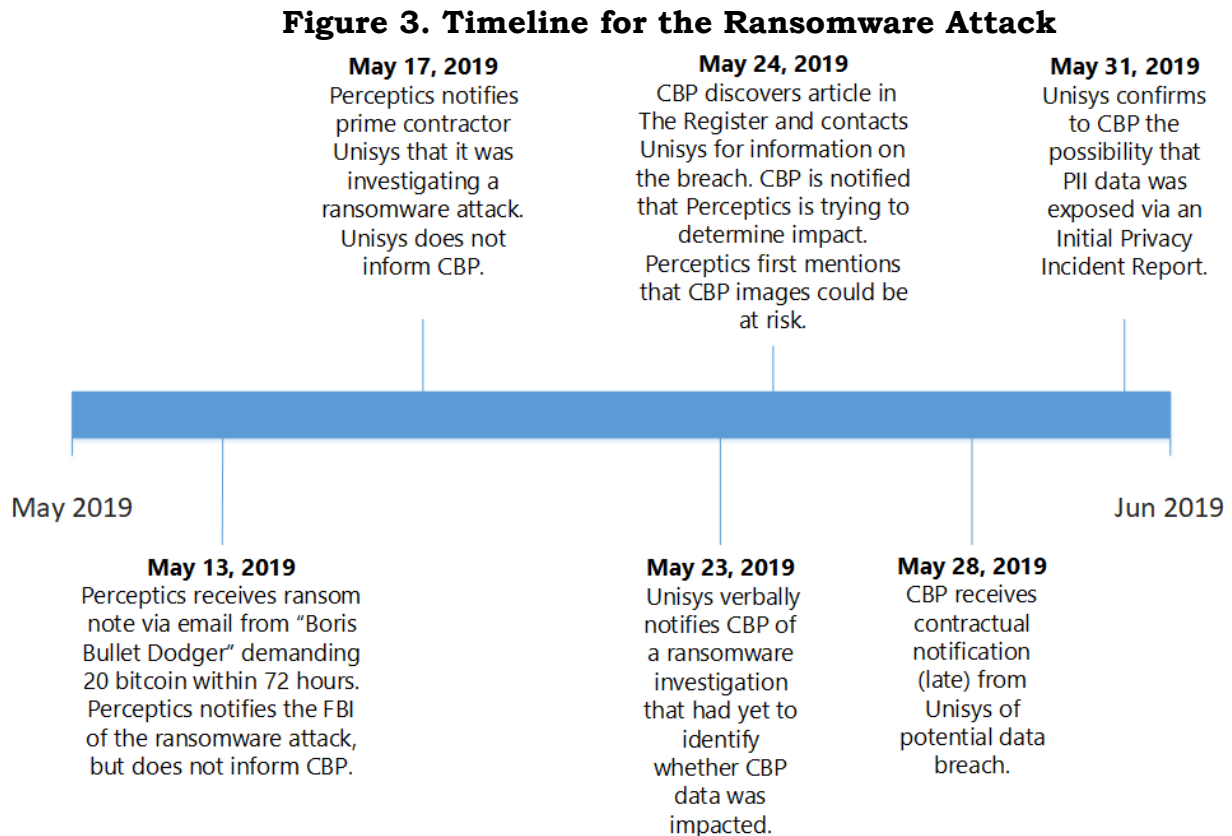 Figure 3. Timeline for the Ransomware Attack
May 17, 2019
Perceptics notifies
prime contractor
Unisys that it was
investigating a
ransomware attack.
Unisys does not
inform CBP.
May 24, 2019
CBP discovers article in
The Register and contacts
Unisys for information on
the breach. CBP is notified
that Perceptics is trying to
determine impact.
Perceptics first mentions
that CBP images could be
at risk.
May 31, 2019
Unisys confirms
to CBP the
possibility that
PII data was
exposed via an
Initial Privacy
Incident Report.
May 2019
Jun 2019
May 13, 2019
Perceptics receives ransom
note via email from “Boris
Bullet Dodger” demanding
20 bitcoin within 72 hours.
Perceptics notifies the FBI
of the ransomware attack,
but does not inform CBP.
May 23, 2019
Unisys verbally
notifies CBP of
a ransomware
investigation
that had yet to
identify
whether CBP
data was
impacted.
May 28, 2019
CBP receives
contractual
notification
(late) from
Unisys of
potential data
breach.